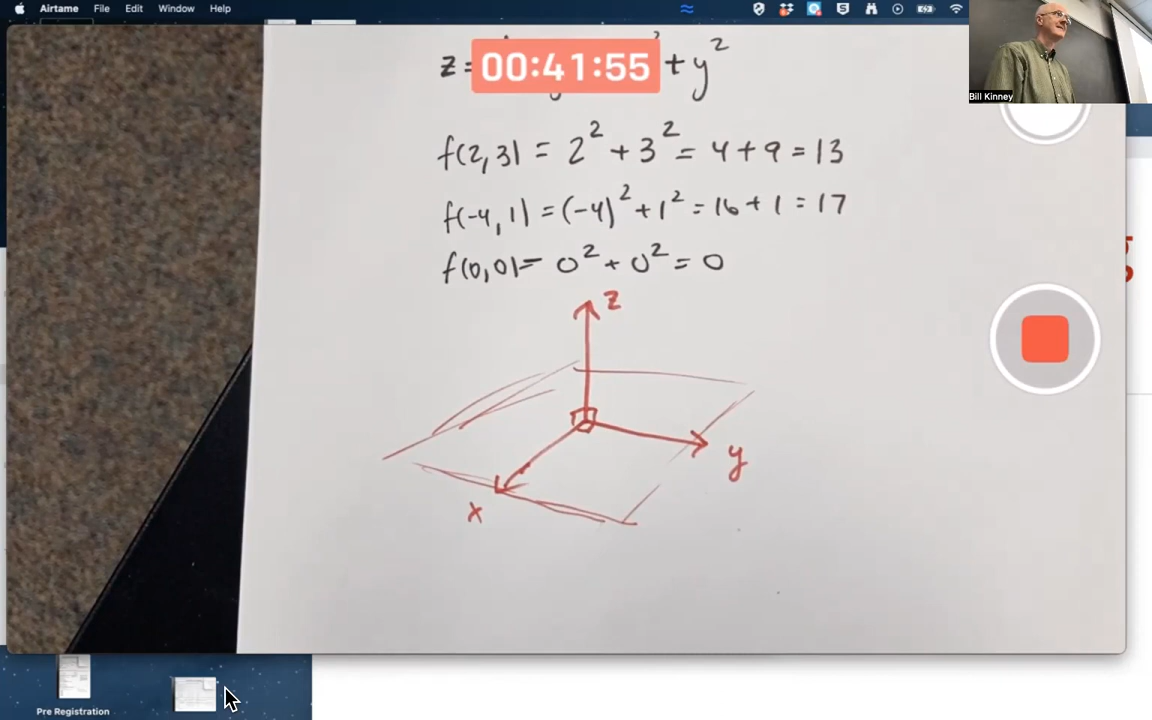 Airtame File Edit Window Help
Bill Kinney
00:41:55
z= + y²
f(2,3) = 2² + 3² = 4 + 9 = 13
f(-4,1) = (-4)² + 1² = 16 + 1 = 17
f(0,0) = 0² + 0² = 0
z
y
x
Pre Registration